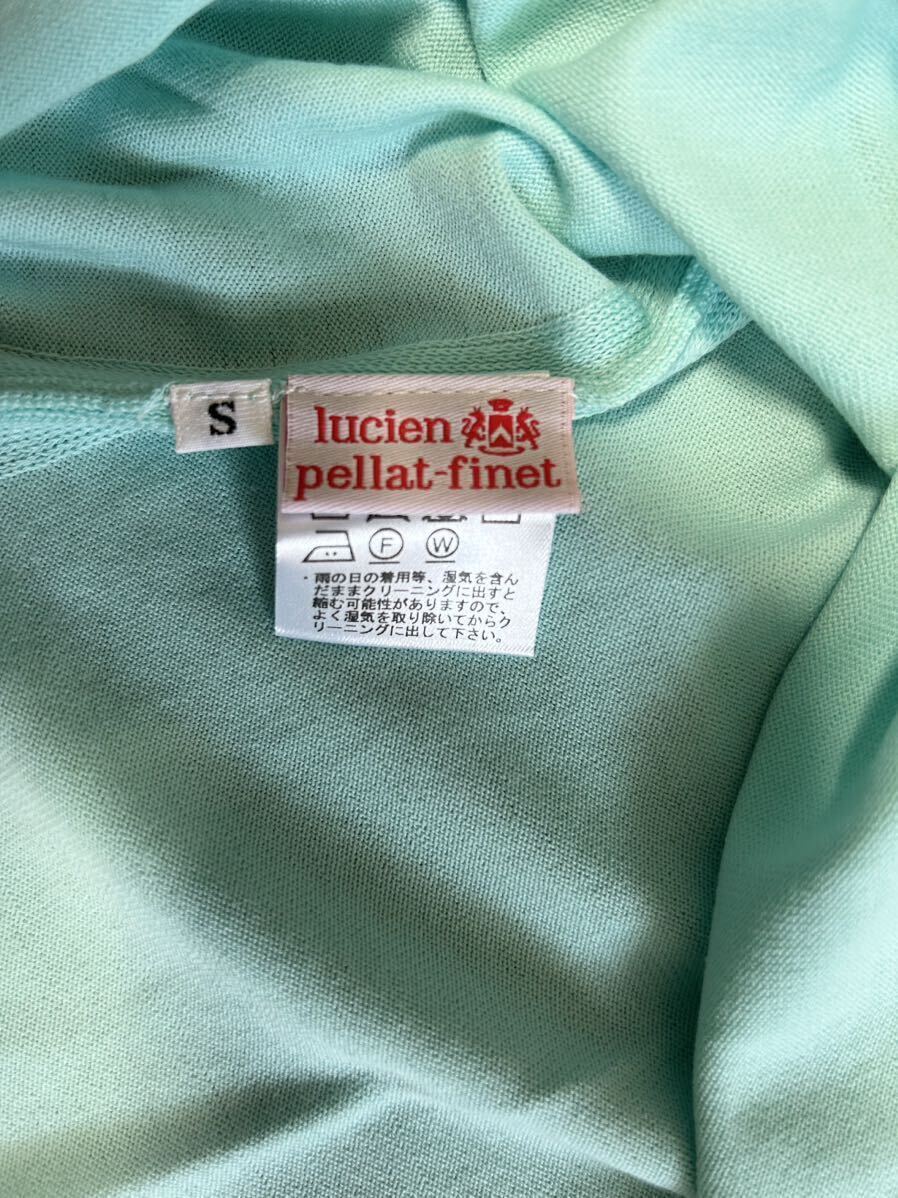 S
lucien
pellat-finet
F W
・雨の日の着用等、湿気を含ん
だままクリーニングに出すと
縮む可能性がありますので、
よく湿気を取り除いてからク
リーニングに出して下さい。